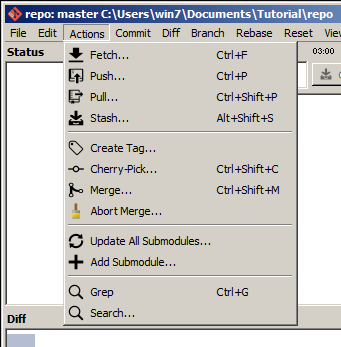 repo: master C:\Users\win7\Documents\Tutorial\repo
File Edit Actions Commit Diff Branch Rebase Reset View
Status 03:00
Fetch... Ctrl+F
Push... Ctrl+P
Pull... Ctrl+Shift+P
Stash... Alt+Shift+S
Create Tag...
Cherry-Pick... Ctrl+Shift+C
Merge... Ctrl+Shift+M
Abort Merge...
Update All Submodules...
Add Submodule...
Grep Ctrl+G
Search...
Diff